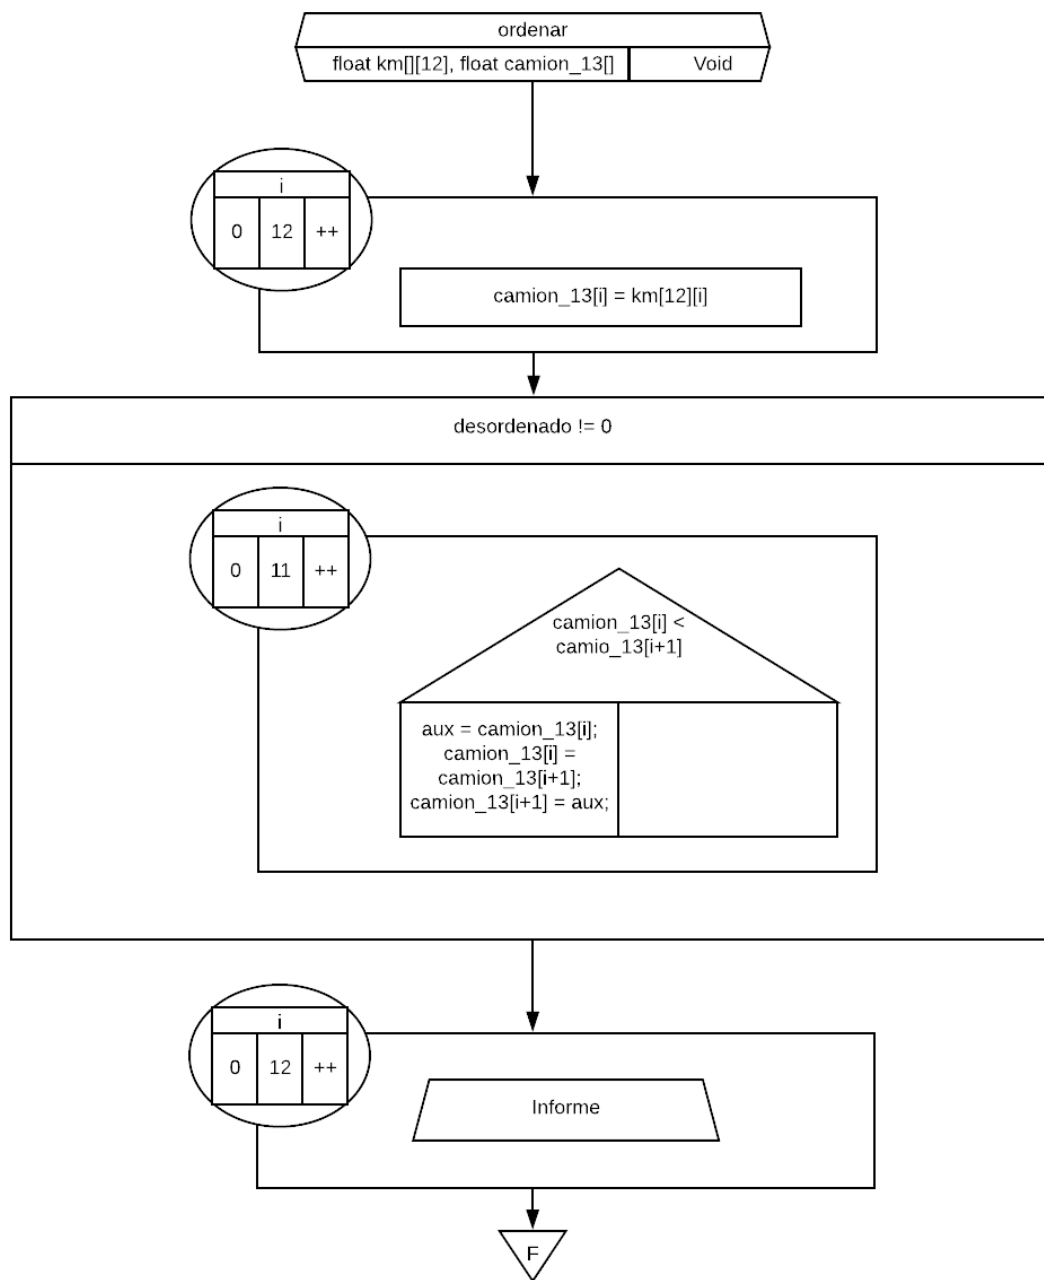 ordenar
float km[][12], float camion_13[]
Void
i
0 12 ++
camion_13[i] = km[12][i]
desordenado != 0
i
0 11 ++
camion_13[i] <
camio_13[i+1]
aux = camion_13[i];
camion_13[i] =
camion_13[i+1];
camion_13[i+1] = aux;
i
0 12 ++
Informe
F